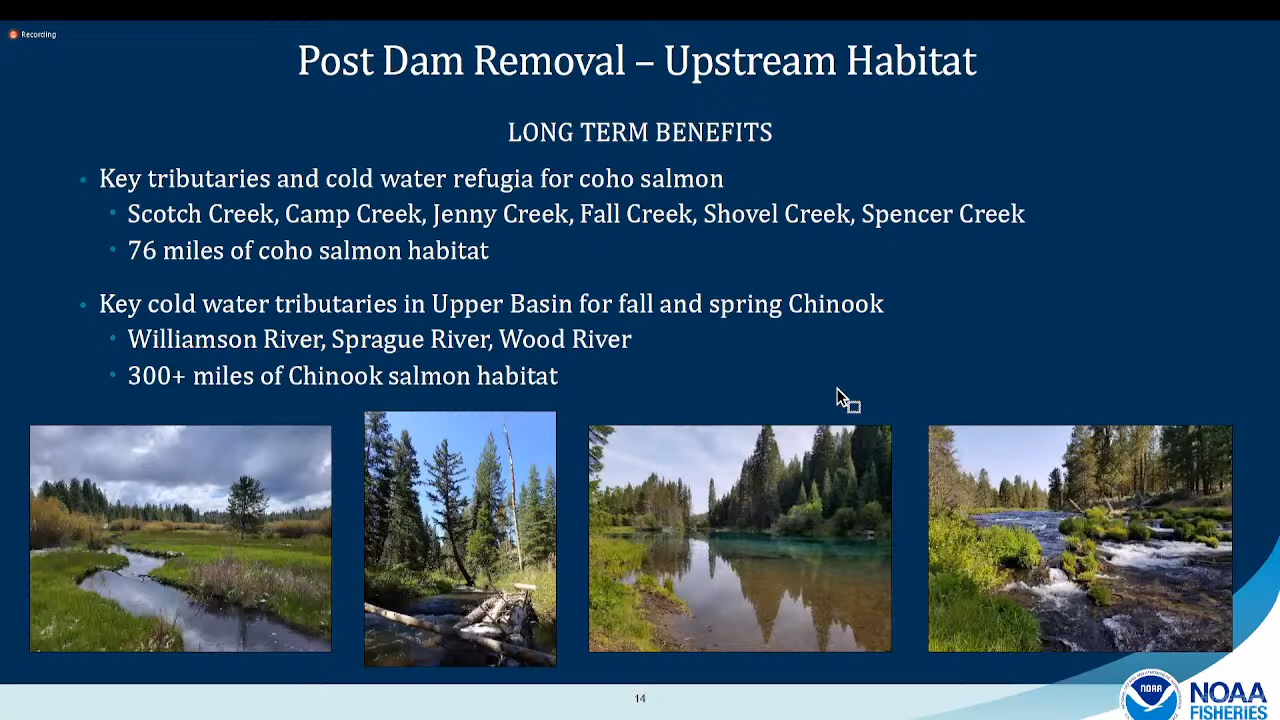 Recording
Post Dam Removal – Upstream Habitat
LONG TERM BENEFITS
• Key tributaries and cold water refugia for coho salmon
• Scotch Creek, Camp Creek, Jenny Creek, Fall Creek, Shovel Creek, Spencer Creek
• 76 miles of coho salmon habitat
• Key cold water tributaries in Upper Basin for fall and spring Chinook
• Williamson River, Sprague River, Wood River
• 300+ miles of Chinook salmon habitat
14
NOAA
NOAA
FISHERIES